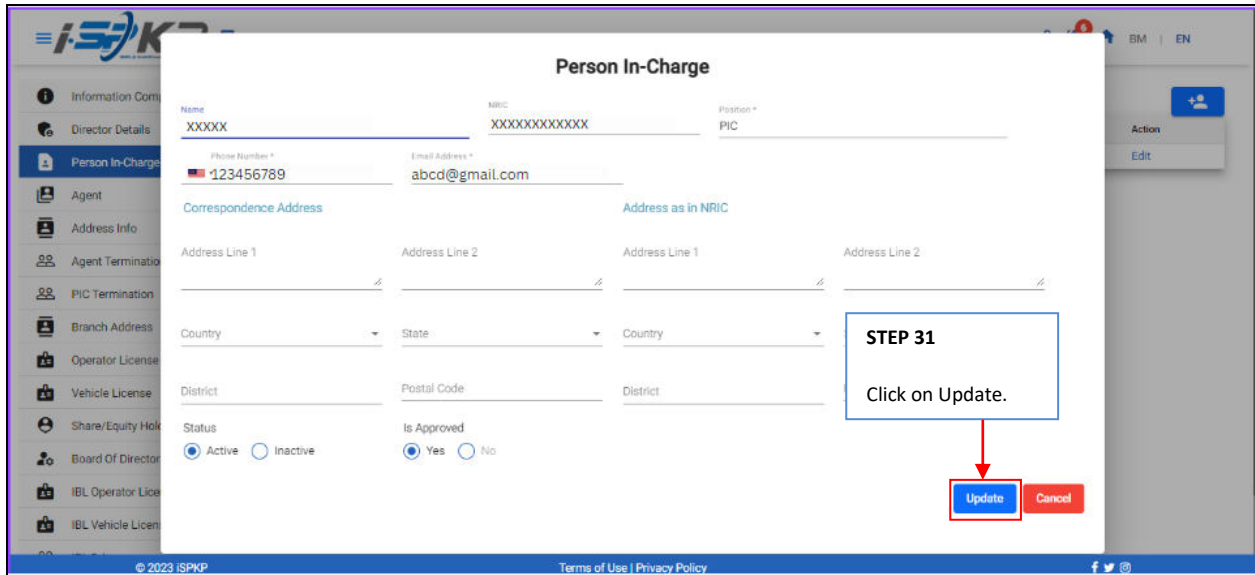 i-SPKP
6
BM | EN
Person In-Charge
Information Comp
Director Details
Person In-Charge
Agent
Address Info
Agent Terminatio
PIC Termination
Branch Address
Operator License
Vehicle License
Share/Equity Hold
Board Of Director
IBL Operator Lice
IBL Vehicle Licen
Name
XXXXX
NRIC
XXXXXXXXXXXX
Position *
PIC
Phone Number *
123456789
Email Address *
abcd@gmail.com
Correspondence Address
Address as in NRIC
Address Line 1
Address Line 2
Address Line 1
Address Line 2
Country
State
Country
District
Postal Code
District
Status
Active
Inactive
Is Approved
Yes
No
STEP 31
Click on Update.
Update
Cancel
Action
Edit
© 2023 iSPKP
Terms of Use | Privacy Policy